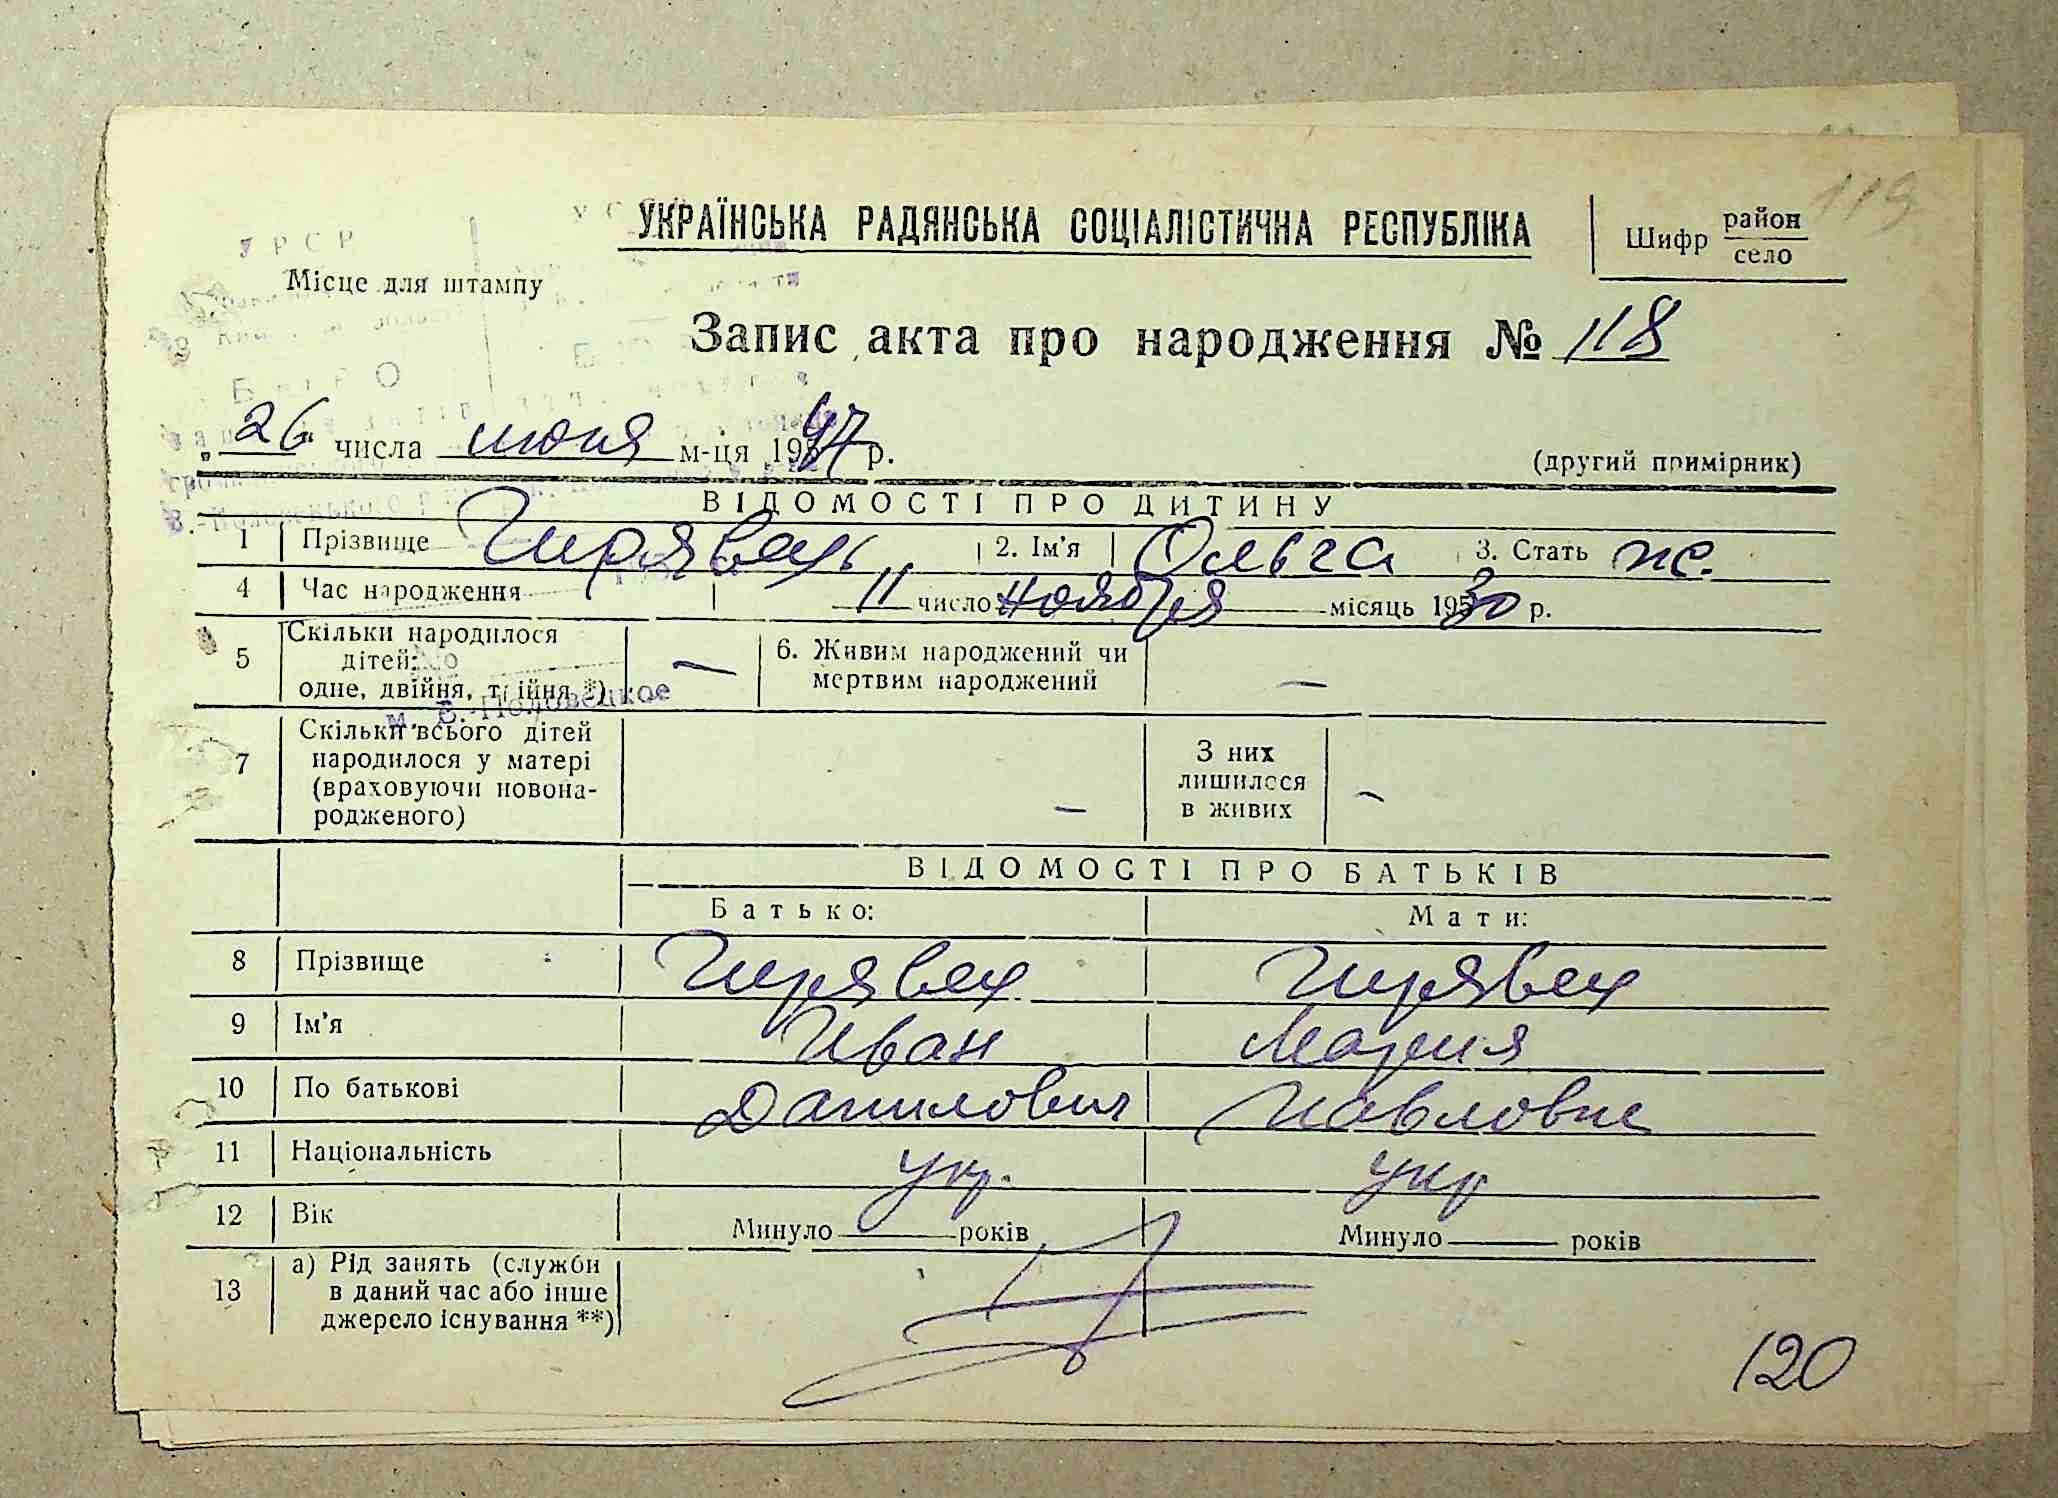 119
УКРАЇНСЬКА РАДЯНСЬКА СОЦІАЛІСТИЧНА РЕСПУБЛІКА
Шифр район
село
УРСР
Місце для штампу
Запис акта про народження № 118
БЮРО
„26“ числа июня м-ця 1947 р.
(другий примірник)
ВІДОМОСТІ ПРО ДИТИНУ
1 Прізвище 2. Ім’я Ольга 3. Стать ж.
4 Час народження 11 число ноября місяць 1930 р.
5 Скільки народилося дітей: одне, двійня, трійня *) — 6. Живим народжений чи мертвим народжений —
м. В.-Половецкое
7 Скільки всього дітей народилося у матері (враховуючи новонародженого) — З них лишилося в живих —
ВІДОМОСТІ ПРО БАТЬКІВ
Батько: Мати:
8 Прізвище
9 Ім’я Иван Мария
10 По батькові Данилович Павловна
11 Національність укр. укр
12 Вік Минуло — років Минуло — років
13 а) Рід занять (служби в даний час або інше джерело існування **)
120